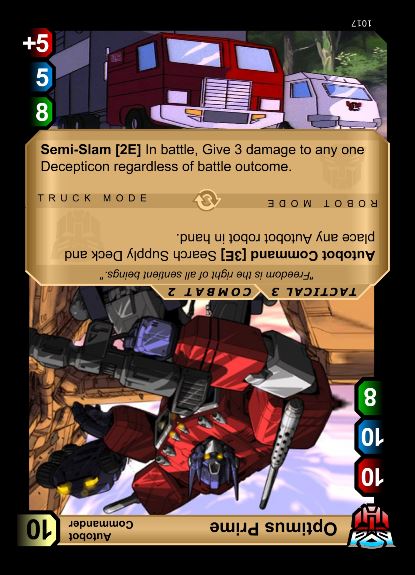 1017
+5
5
8
Semi-Slam [2E] In battle, Give 3 damage to any one
Decepticon regardless of battle outcome.
TRUCK MODE
3
ROBOT MODE
Autobot Command [3E] Search Supply Deck and
place any Autobot robot in hand.
"Freedom is the right of all sentient beings."
TACTICAL 3 COMBAT 2
8
10
10
Optimus Prime
Autobot
Commander
10